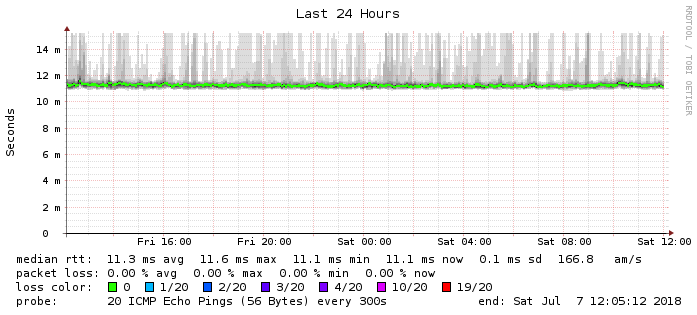 Last 24 Hours
RRDTOOL / TOBI OETIKER
Seconds
14 m
12 m
10 m
8 m
6 m
4 m
2 m
0
Fri 16:00 Fri 20:00 Sat 00:00 Sat 04:00 Sat 08:00 Sat 12:00
median rtt: 11.3 ms avg 11.6 ms max 11.1 ms min 11.1 ms now 0.1 ms sd 166.8 am/s
packet loss: 0.00 % avg 0.00 % max 0.00 % min 0.00 % now
loss color: 0 1/20 2/20 3/20 4/20 10/20 19/20
probe: 20 ICMP Echo Pings (56 Bytes) every 300s end: Sat Jul 7 12:05:12 2018